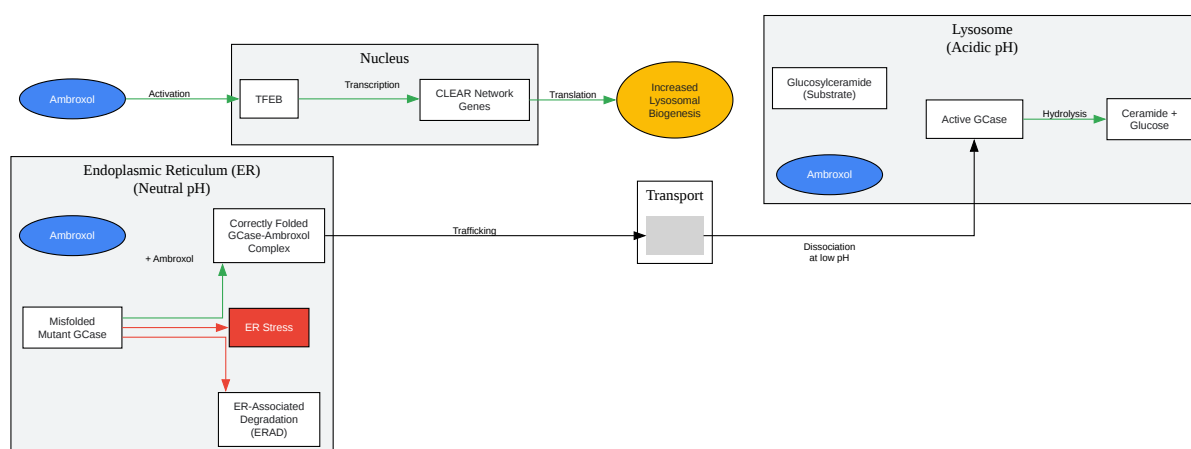 Nucleus
Ambroxol
Activation
TFEB
Transcription
CLEAR Network
Genes
Translation
Increased
Lysosomal
Biogenesis
Lysosome
(Acidic pH)
Glucosylceramide
(Substrate)
Active GCase
Hydrolysis
Ceramide +
Glucose
Ambroxol
Endoplasmic Reticulum (ER)
(Neutral pH)
Ambroxol
+ Ambroxol
Correctly Folded
GCase-Ambroxol
Complex
Trafficking
Transport
Dissociation
at low pH
Misfolded
Mutant GCase
ER Stress
ER-Associated
Degradation
(ERAD)